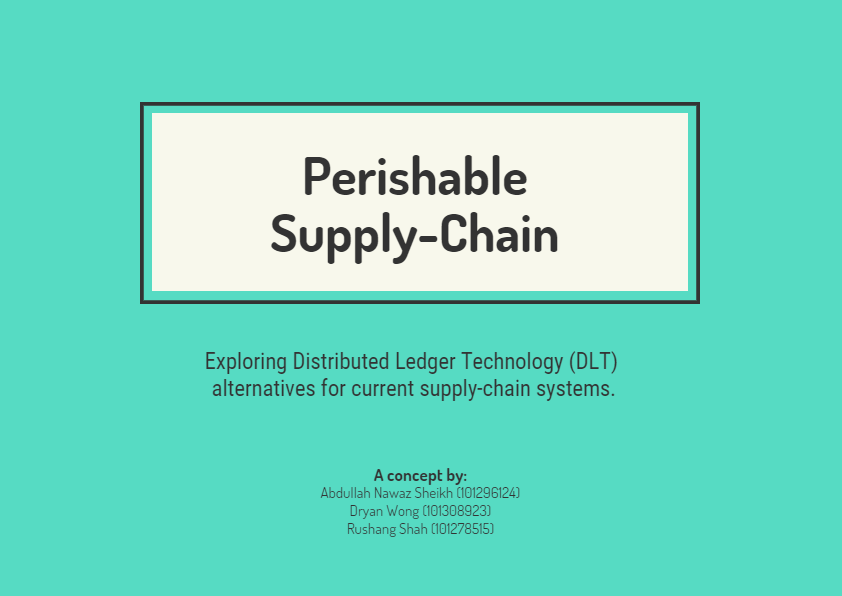 Perishable
Supply-Chain
Exploring Distributed Ledger Technology (DLT)
alternatives for current supply-chain systems.
A concept by:
Abdullah Nawaz Sheikh (101296124)
Dryan Wong (101308923)
Rushang Shah (101278515)